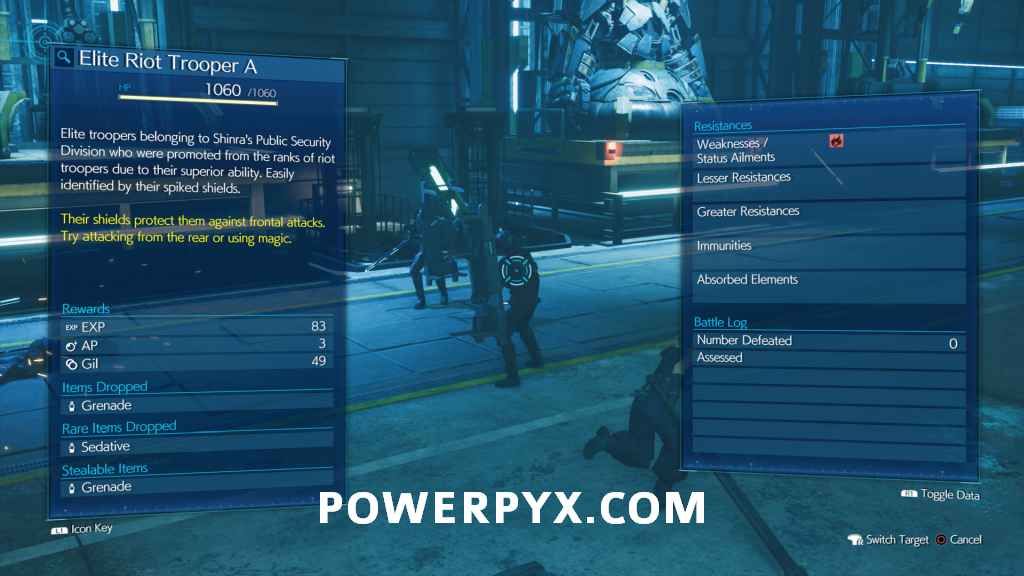 Elite Riot Trooper A
HP 1060 /1060
Elite troopers belonging to Shinra's Public Security
Division who were promoted from the ranks of riot
troopers due to their superior ability. Easily
identified by their spiked shields.
Their shields protect them against frontal attacks.
Try attacking from the rear or using magic.
Rewards
EXP EXP 83
AP 3
Gil 49
Items Dropped
Grenade
Rare Items Dropped
Sedative
Stealable Items
Grenade
L1 Icon Key
Resistances
Weaknesses /
Status Ailments
Lesser Resistances
Greater Resistances
Immunities
Absorbed Elements
Battle Log
Number Defeated 0
Assessed
R1 Toggle Data
Switch Target Cancel
POWERPYX.COM